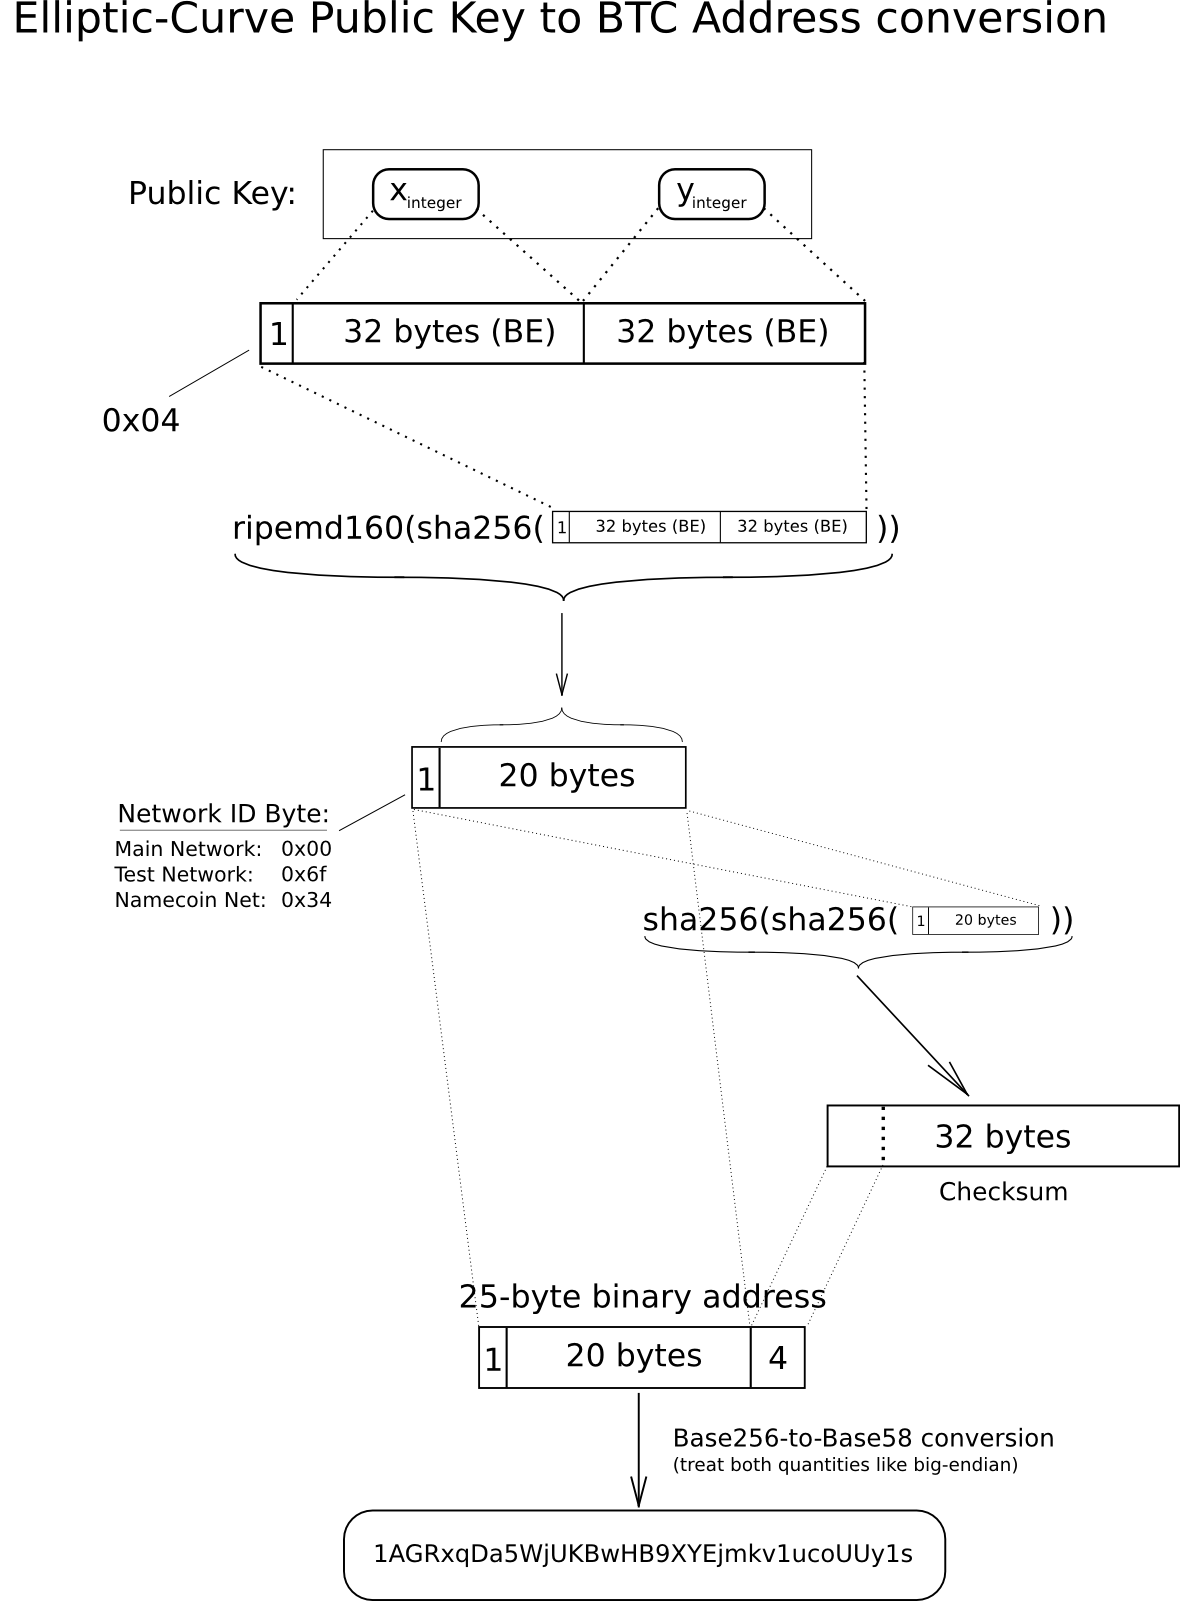 Elliptic-Curve Public Key to BTC Address conversion
Public Key: x integer y integer
1 32 bytes (BE) 32 bytes (BE)
0x04
ripemd160(sha256( 1 32 bytes (BE) 32 bytes (BE) ))
1 20 bytes
Network ID Byte:
Main Network: 0x00
Test Network: 0x6f
Namecoin Net: 0x34
sha256(sha256( 1 20 bytes ))
32 bytes
Checksum
25-byte binary address
1 20 bytes 4
Base256-to-Base58 conversion
(treat both quantities like big-endian)
1AGRxqDa5WjUKBwHB9XYEjmkv1ucoUUy1s